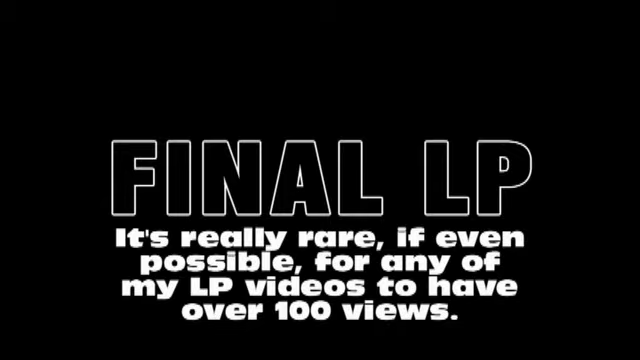 FINAL LP
It's really rare, if even
possible, for any of
my LP videos to have
over 100 views.